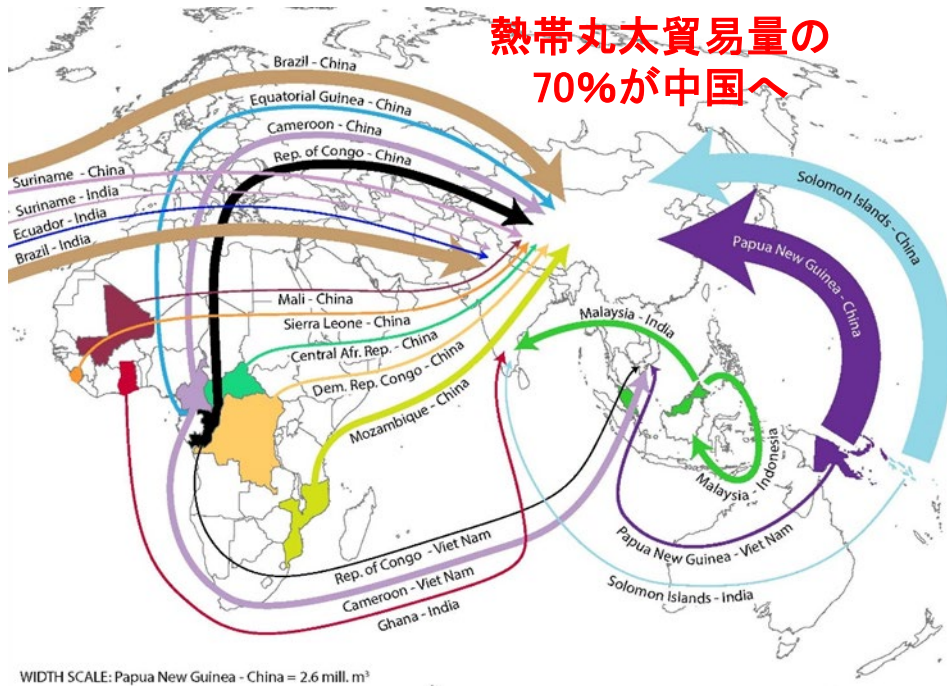 熱帯丸太貿易量の
70%が中国へ
Brazil - China
Equatorial Guinea - China
Cameroon - China
Rep. of Congo - China
Suriname - China
Suriname - India
Ecuador - India
Brazil - India
Solomon Islands - China
Papua New Guinea - China
Mali - China
Sierra Leone - China
Central Afr. Rep. - China
Dem. Rep. Congo - China
Mozambique - China
Malaysia - India
Malaysia - Indonesia
Rep. of Congo - Viet Nam
Cameroon - Viet Nam
Ghana - India
Papua New Guinea - Viet Nam
Solomon Islands - India
WIDTH SCALE: Papua New Guinea - China = 2.6 mill. m³